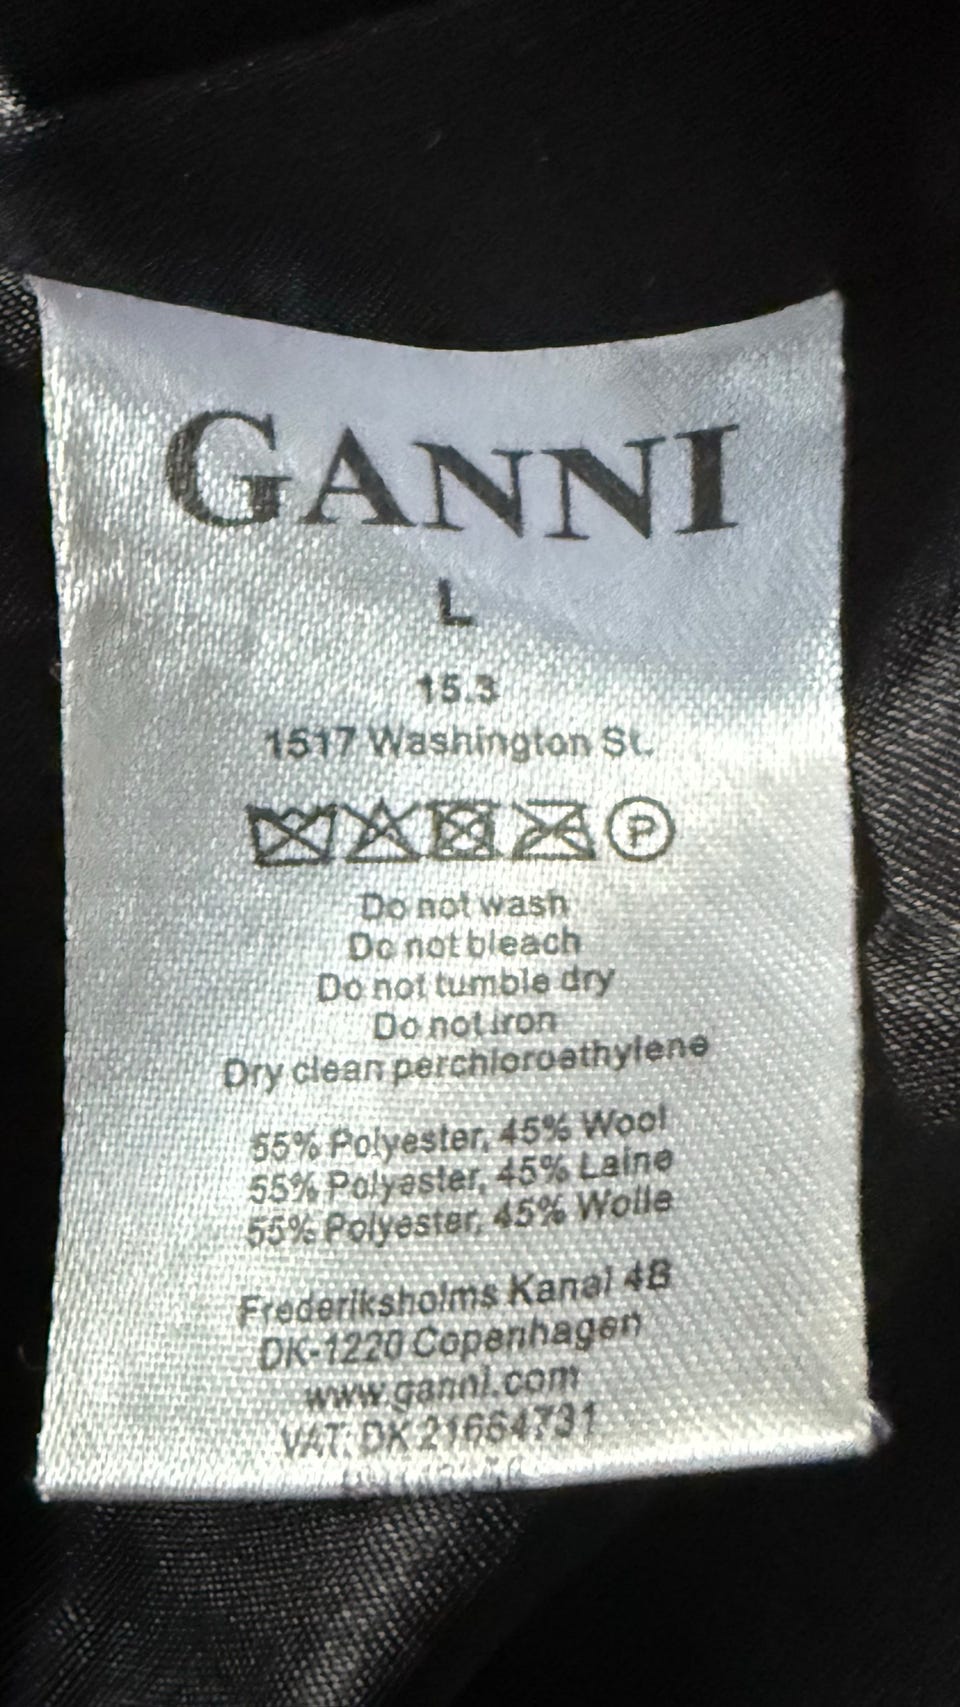 GANNI
L
15.3
1517 Washington St.
P
Do not wash
Do not bleach
Do not tumble dry
Do not iron
Dry clean perchloroathylene
55% Polyester, 45% Wool
55% Polyester, 45% Laine
55% Polyester, 45% Wolle
Frederiksholms Kanal 4B
DK-1220 Copenhagen
www.ganni.com
VAT: DK 21664731